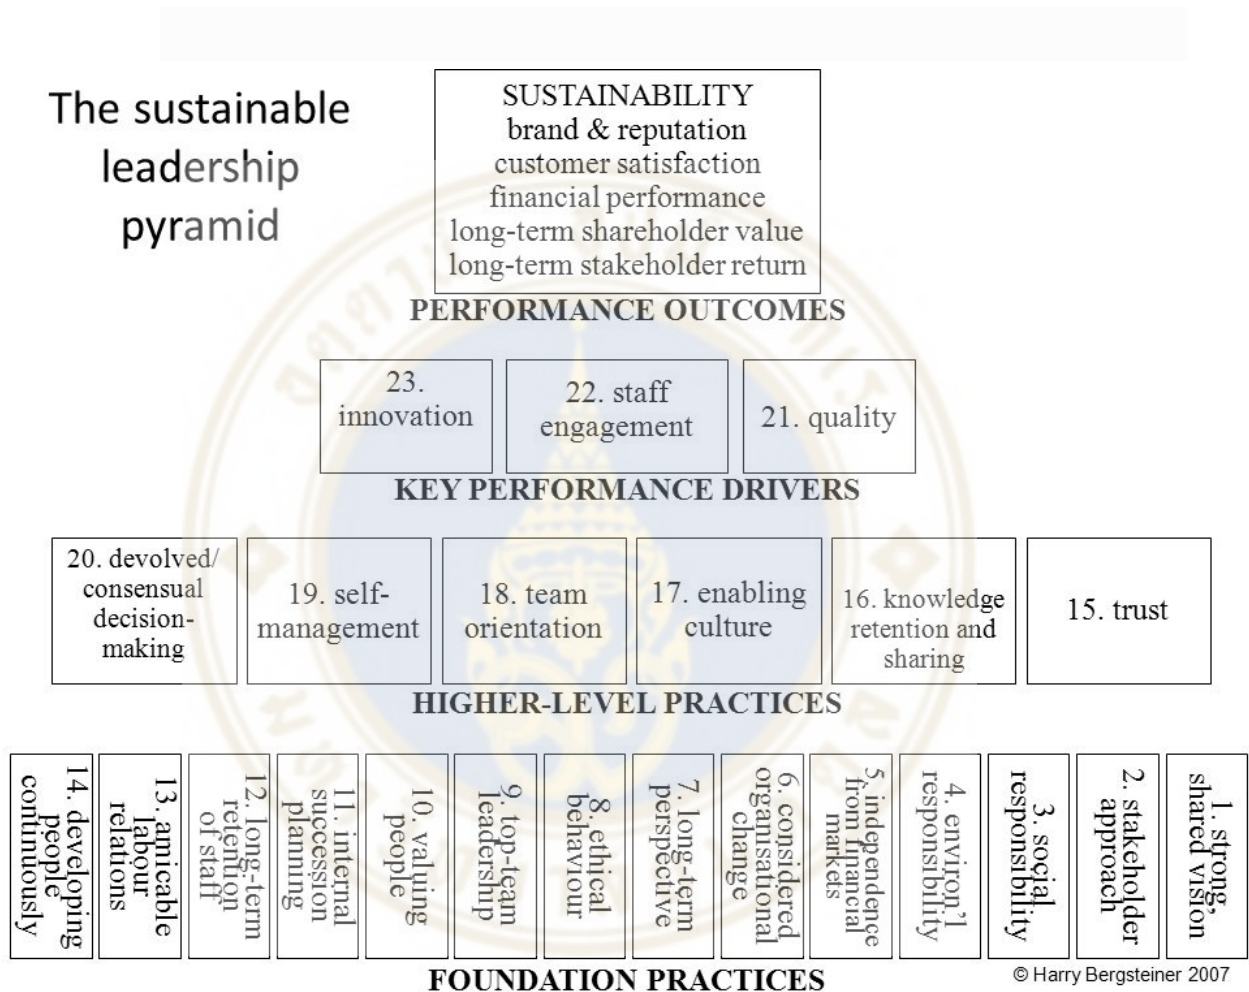 The sustainable
leadership
pyramid
SUSTAINABILITY
brand & reputation
customer satisfaction
financial performance
long-term shareholder value
long-term stakeholder return
PERFORMANCE OUTCOMES
23.
innovation
22. staff
engagement
21. quality
KEY PERFORMANCE DRIVERS
20. devolved/
consensual
decision-
making
19. self-
management
18. team
orientation
17. enabling
culture
16. knowledge
retention and
sharing
15. trust
HIGHER-LEVEL PRACTICES
14. developing
people
continuously
13. amicable
labour
relations
12. long-term
retention
of staff
11. internal
succession
planning
10. valuing
people
9. top-team
leadership
8. ethical
behaviour
7. long-term
perspective
6. considered
organisational
change
5. independence
from financial
markets
4. environ'l
responsibility
3. social
responsibility
2. stakeholder
approach
1. strong,
shared vision
FOUNDATION PRACTICES
© Harry Bergsteiner 2007